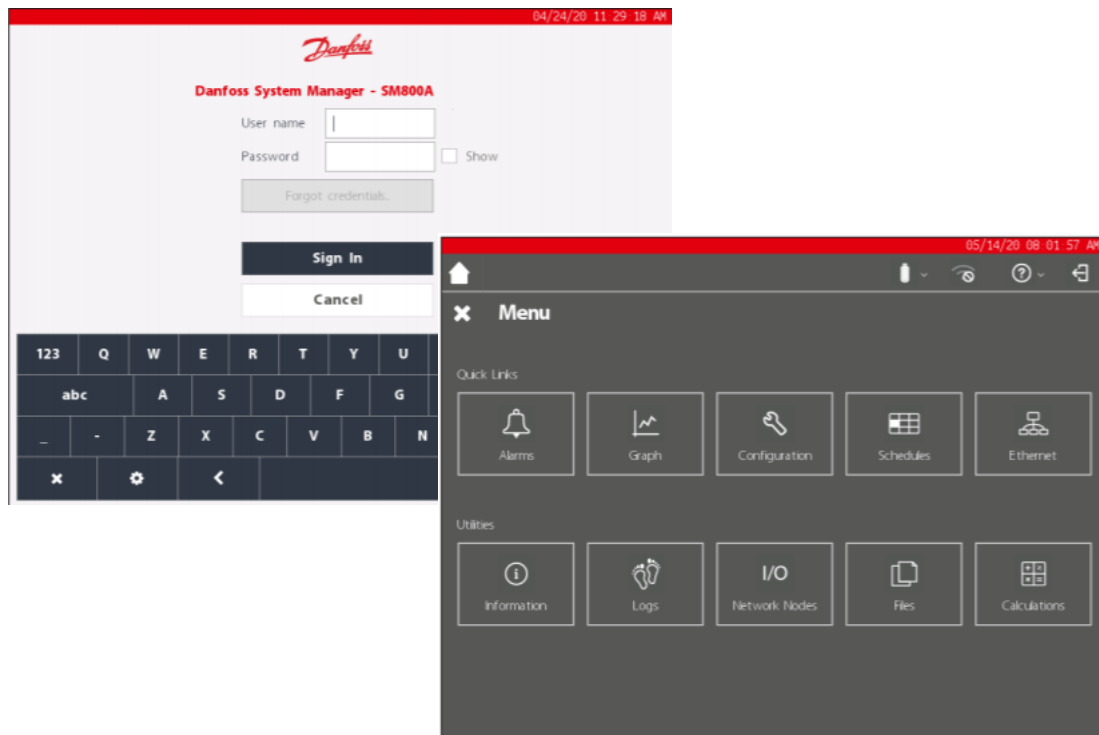 04/24/20 11 29 18 AM
Danfoss
Danfoss System Manager - SM800A
User name
Password
Show
Forgot credentials..
Sign In
Cancel
123 Q W E R T Y U
abc A S D F G
_ - Z X C V B N
05/14/20 08 01 57 AM
Menu
Quick Links
Alarms Graph Configuration Schedules Ethernet
Utilities
I/O
Information Logs Network Nodes Files Calculations